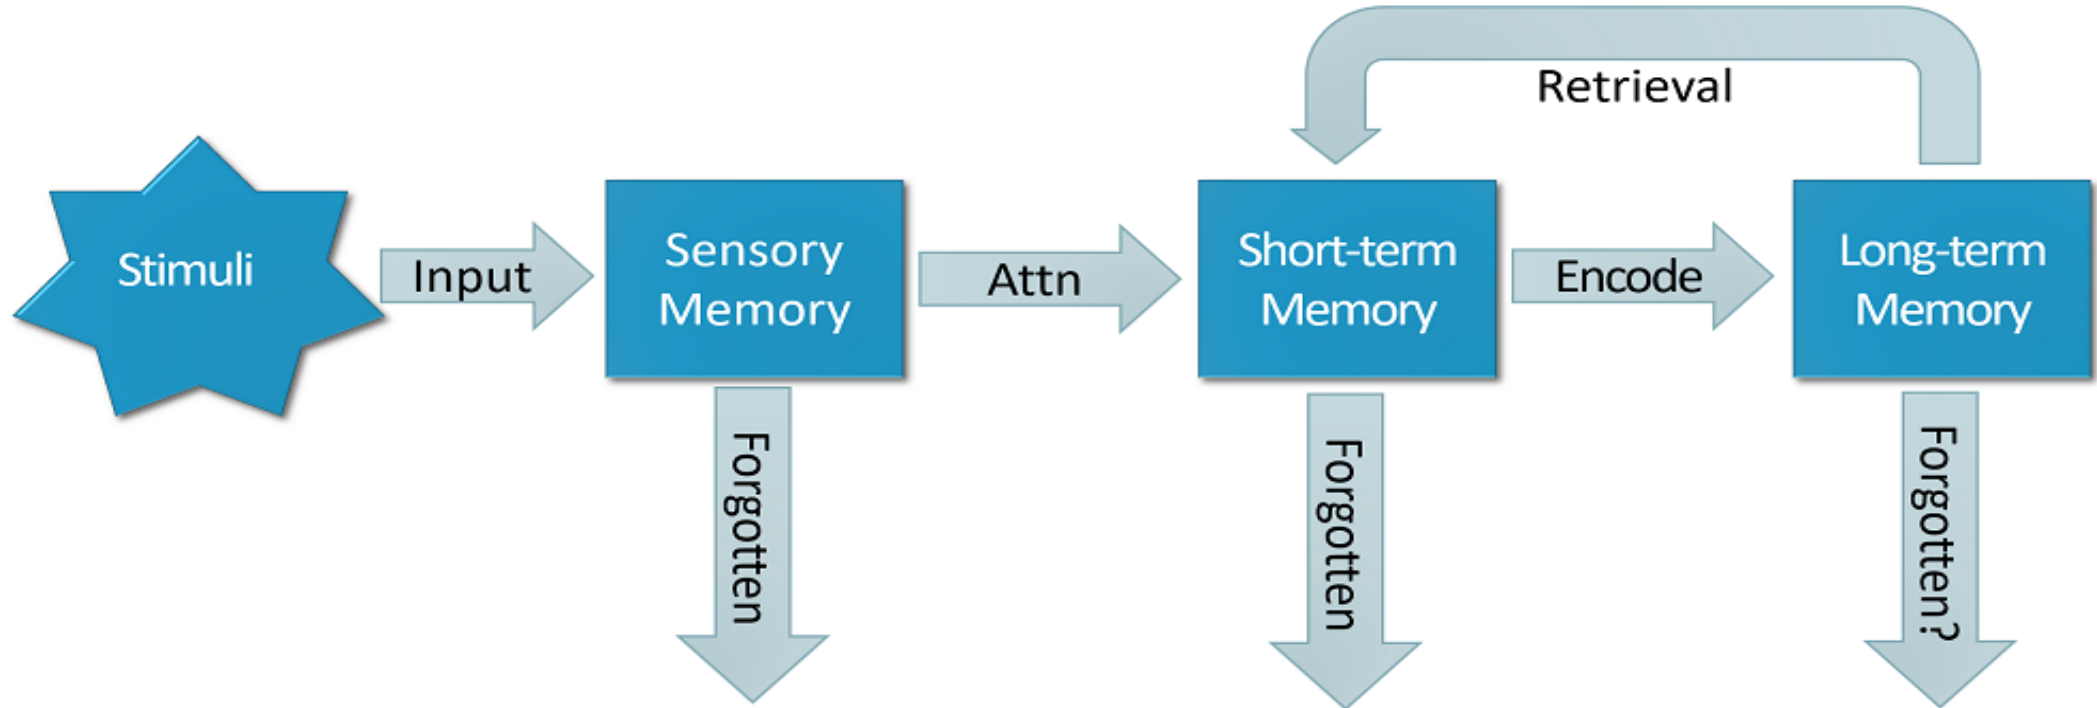 Retrieval
Stimuli
Input
Sensory
Memory
Attn
Short-term
Memory
Encode
Long-term
Memory
Forgotten
Forgotten
Forgotten?